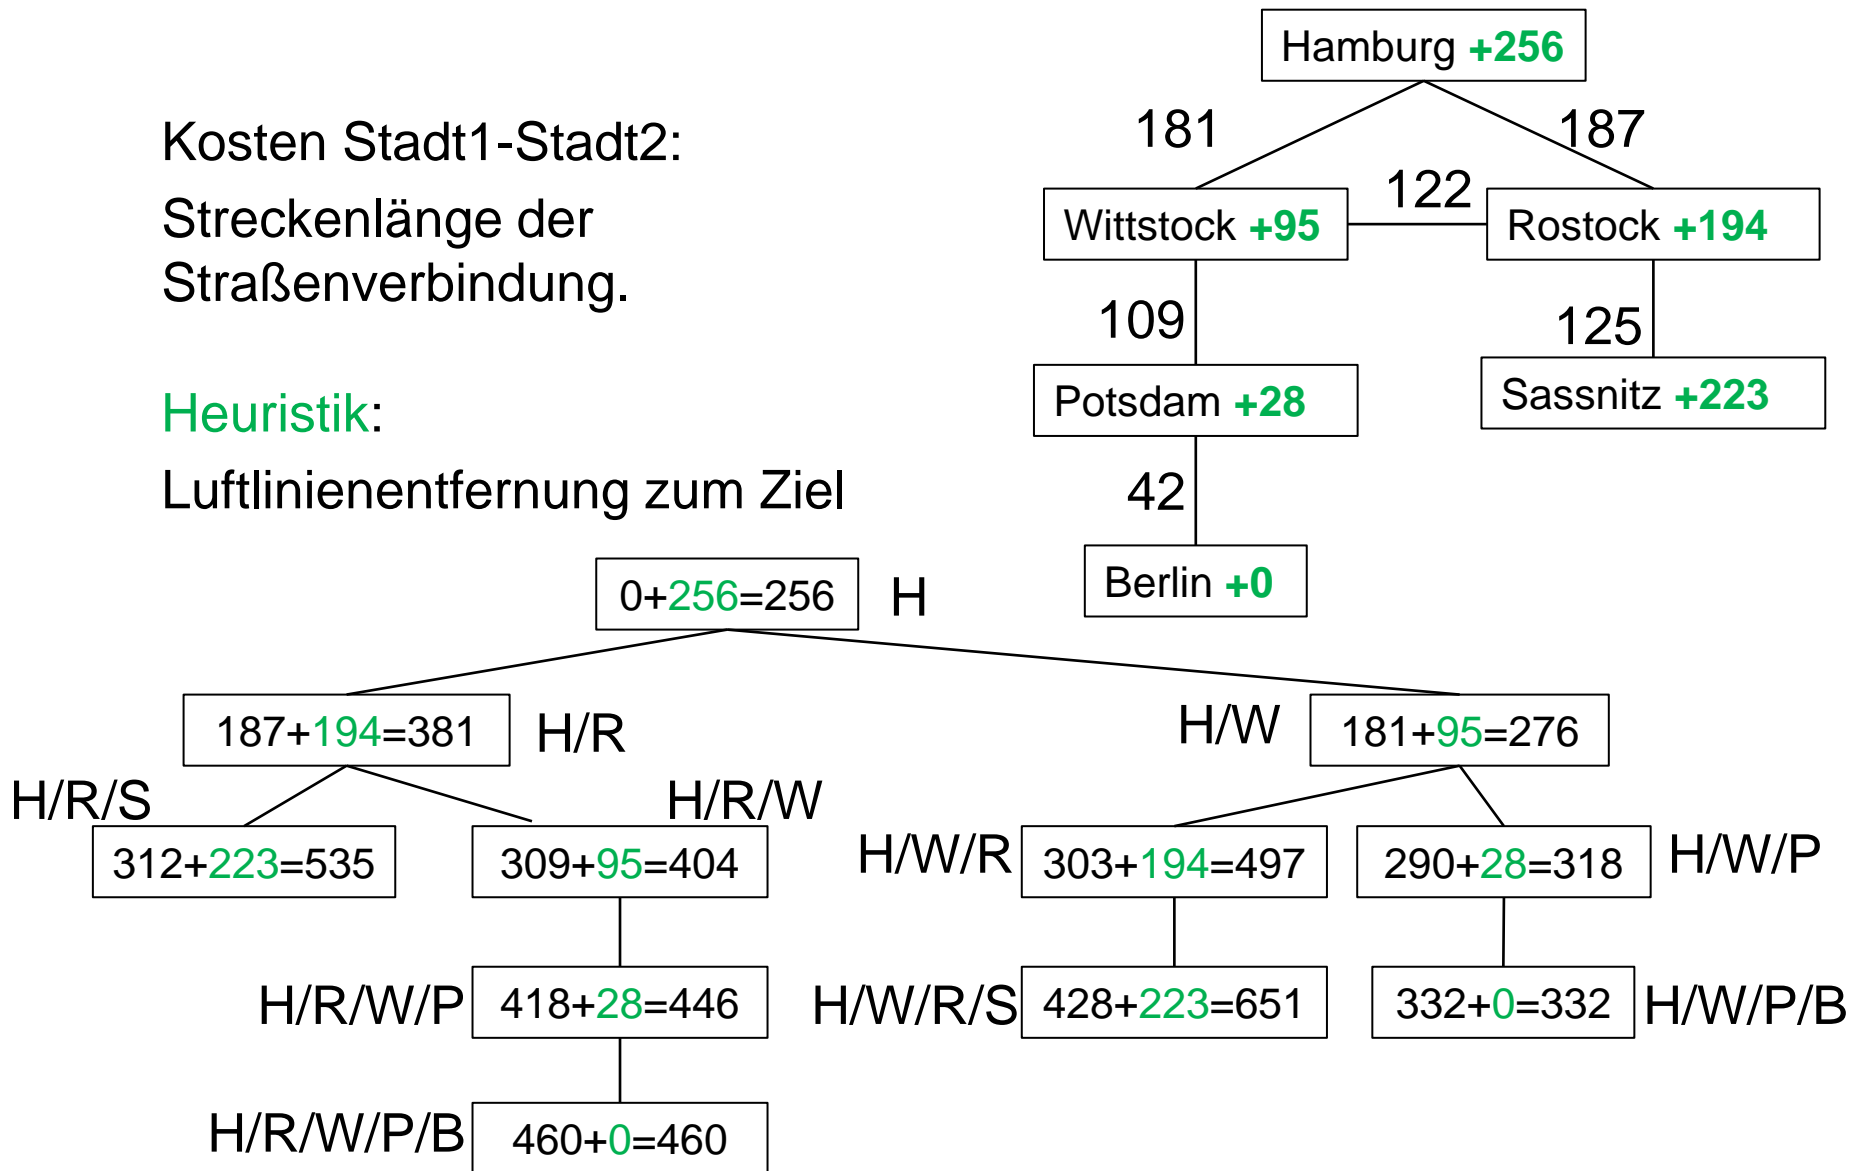 Hamburg +256
181
187
Kosten Stadt1-Stadt2:
Streckenlänge der
Straßenverbindung.
122
Wittstock +95
Rostock +194
109
125
Potsdam +28
Sassnitz +223
Heuristik:
Luftlinienentfernung zum Ziel
42
Berlin +0
0+256=256
H
187+194=381
H/R
H/W
181+95=276
H/R/S
H/R/W
312+223=535
309+95=404
H/W/R
303+194=497
290+28=318
H/W/P
H/R/W/P
418+28=446
H/W/R/S
428+223=651
332+0=332
H/W/P/B
H/R/W/P/B
460+0=460